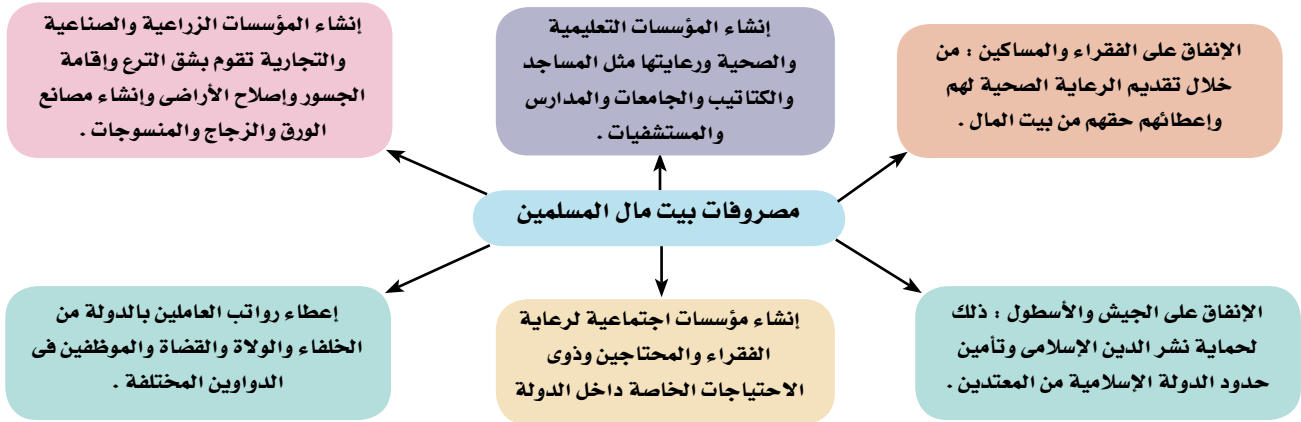 الإنفاق على الفقراء والمساكين : من
خلال تقديم الرعاية الصحية لهم
وإعطائهم حقهم من بيت المال .
إنشاء المؤسسات التعليمية
والصحية ورعايتها مثل المساجد
والكتاتيب والجامعات والمدارس
والمستشفيات .
إنشاء المؤسسات الزراعية والصناعية
والتجارية تقوم بشق الترع وإقامة
الجسور وإصلاح الأراضى وإنشاء مصانع
الورق والزجاج والمنسوجات .
مصروفات بيت مال المسلمين
الإنفاق على الجيش والأسطول : ذلك
لحماية نشر الدين الإسلامى وتأمين
حدود الدولة الإسلامية من المعتدين .
إنشاء مؤسسات اجتماعية لرعاية
الفقراء والمحتاجين وذوى
الاحتياجات الخاصة داخل الدولة
إعطاء رواتب العاملين بالدولة من
الخلفاء والولاة والقضاة والموظفين فى
الدواوين المختلفة .